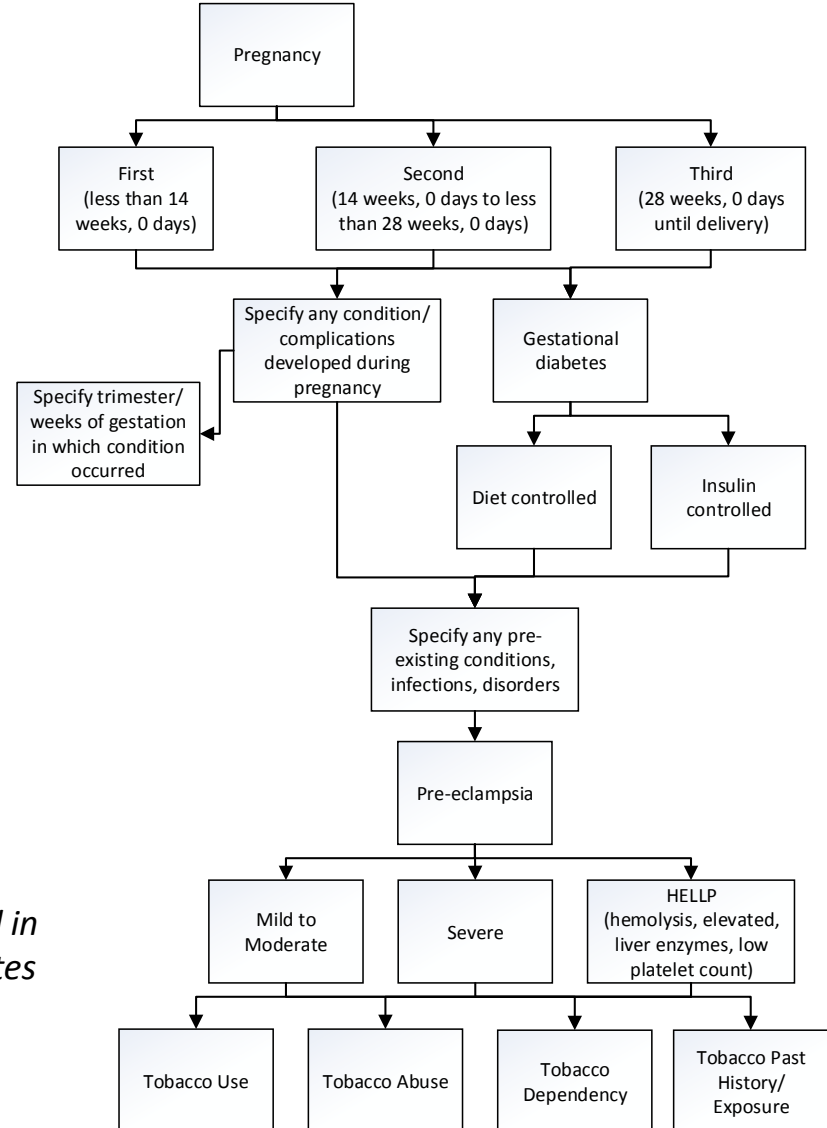 Pregnancy
First
(less than 14
weeks, 0 days)
Second
(14 weeks, 0 days to less
than 28 weeks, 0 days)
Third
(28 weeks, 0 days
until delivery)
Specify any condition/
complications
developed during
pregnancy
Gestational
diabetes
Specify trimester/
weeks of gestation
in which condition
occurred
Diet controlled
Insulin
controlled
Specify any pre-
existing conditions,
infections, disorders
Pre-eclampsia
Mild to
Moderate
Severe
HELLP
(hemolysis, elevated,
liver enzymes, low
platelet count)
in
Tobacco Use
Tobacco Abuse
Tobacco
Dependency
Tobacco Past
History/
Exposure